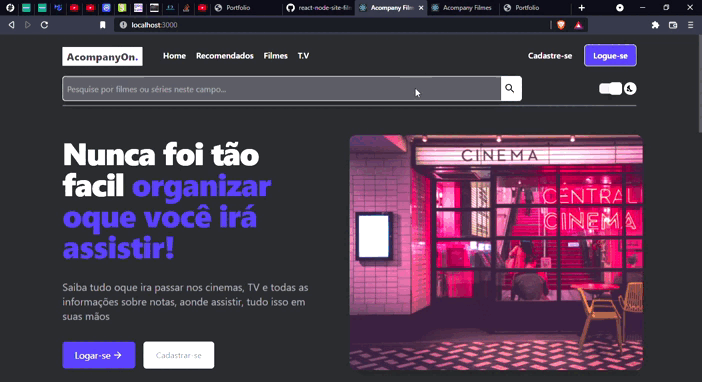 Portfolio
react-node-site-film
Acompany Film
Acompany Filmes
Portfolio
localhost:3000
AcompanyOn.
Home Recomendados Filmes T.V
Cadastre-se
Logue-se
Pesquise por filmes ou séries neste campo...
Nunca foi tão
facil organizar
oque você irá
assistir!
Saiba tudo oque ira passar nos cinemas, TV e todas as
informações sobre notas, aonde assistir, tudo isso em
suas mãos
Logar-se →
Cadastrar-se
CINEMA
CENTRAL
CINEMA